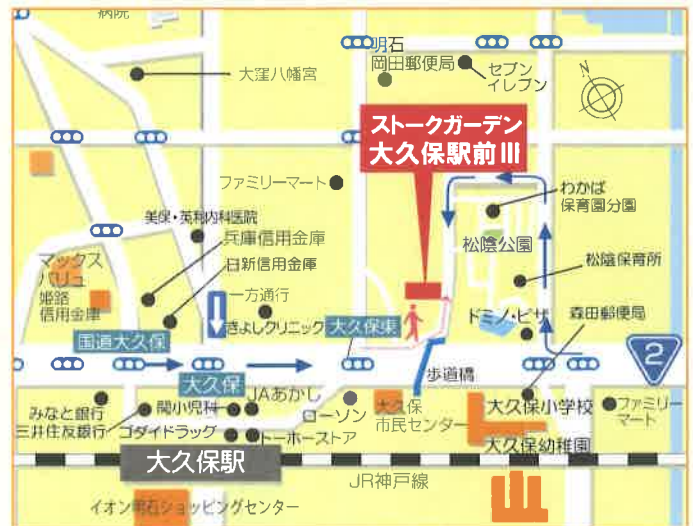 病院
明石
岡田郵便局
セブン
イレブン
N
大窪八幡宮
ストークガーデン
大久保駅前III
ファミリーマート
わかば
保育園分園
美保・英利内科医院
兵庫信用金庫
日新信用金庫
松陰公園
松陰保育所
マックス
バリュ
姫路
信用金庫
一方通行
きよしクリニック
大久保東
ドミノ・ピザ
森田郵便局
国道大久保
2
大久保
歩道橋
JAあかし
みなと銀行
三井住友銀行
関小児科
ゴダイドラッグ
ローソン
トーホーストア
大久保
市民センター
大久保小学校
ファミリー
マート
大久保幼稚園
大久保駅
JR神戸線
イオン明石ショッピングセンター